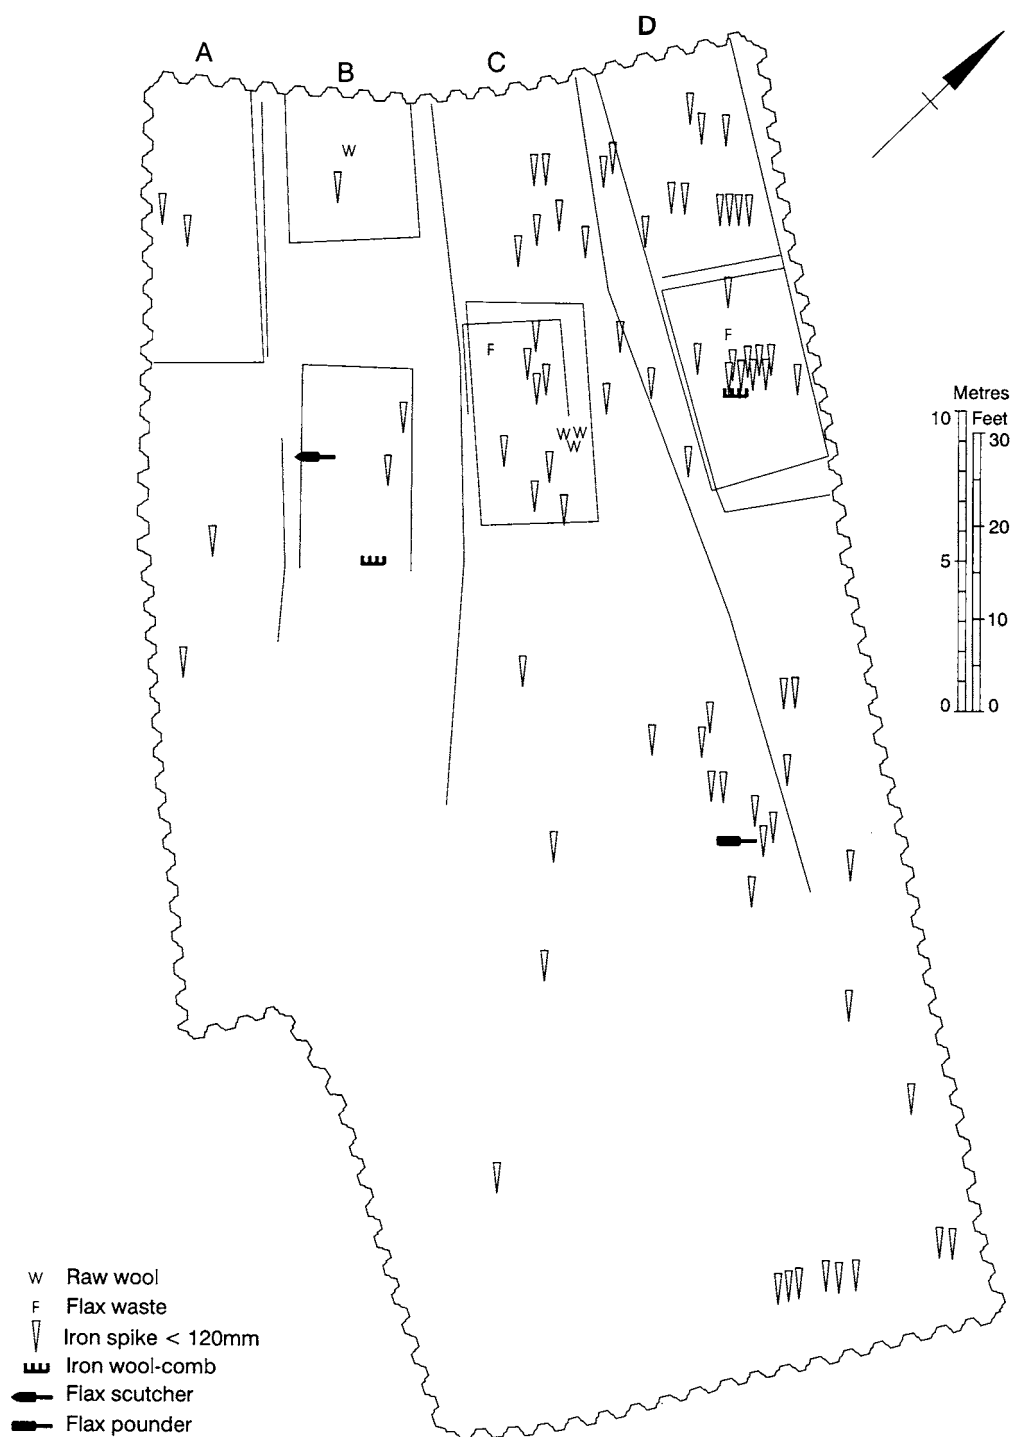 A B C D
W
F
F
W W
W
Metres
Feet
10
30
20
5
10
0 0
W Raw wool
F Flax waste
Iron spike < 120mm
Iron wool-comb
Flax scutcher
Flax pounder